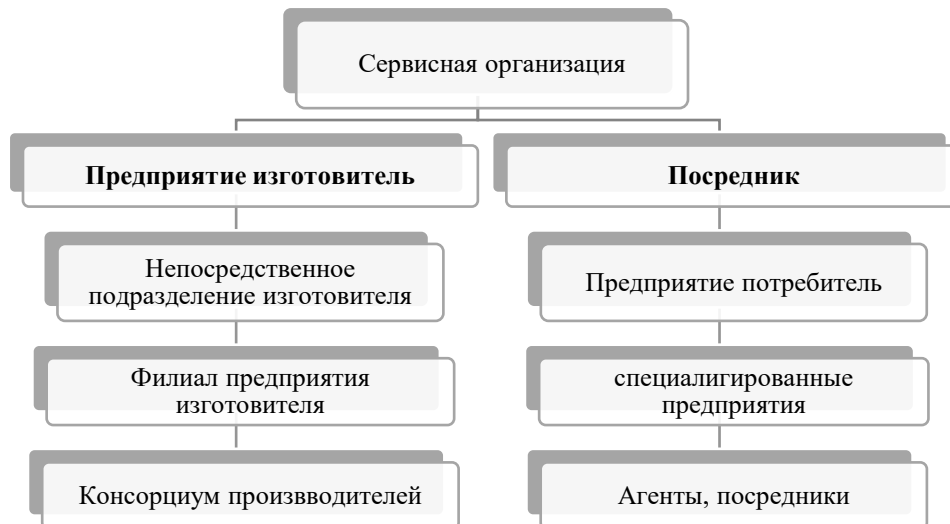 Сервисная организация
Предприятие изготовитель
Непосредственное
подразделение изготовителя
Филиал предприятия
изготовителя
Консорциум произвводителей
Посредник
Предприятие потребитель
специалигированные
предприятия
Агенты, посредники